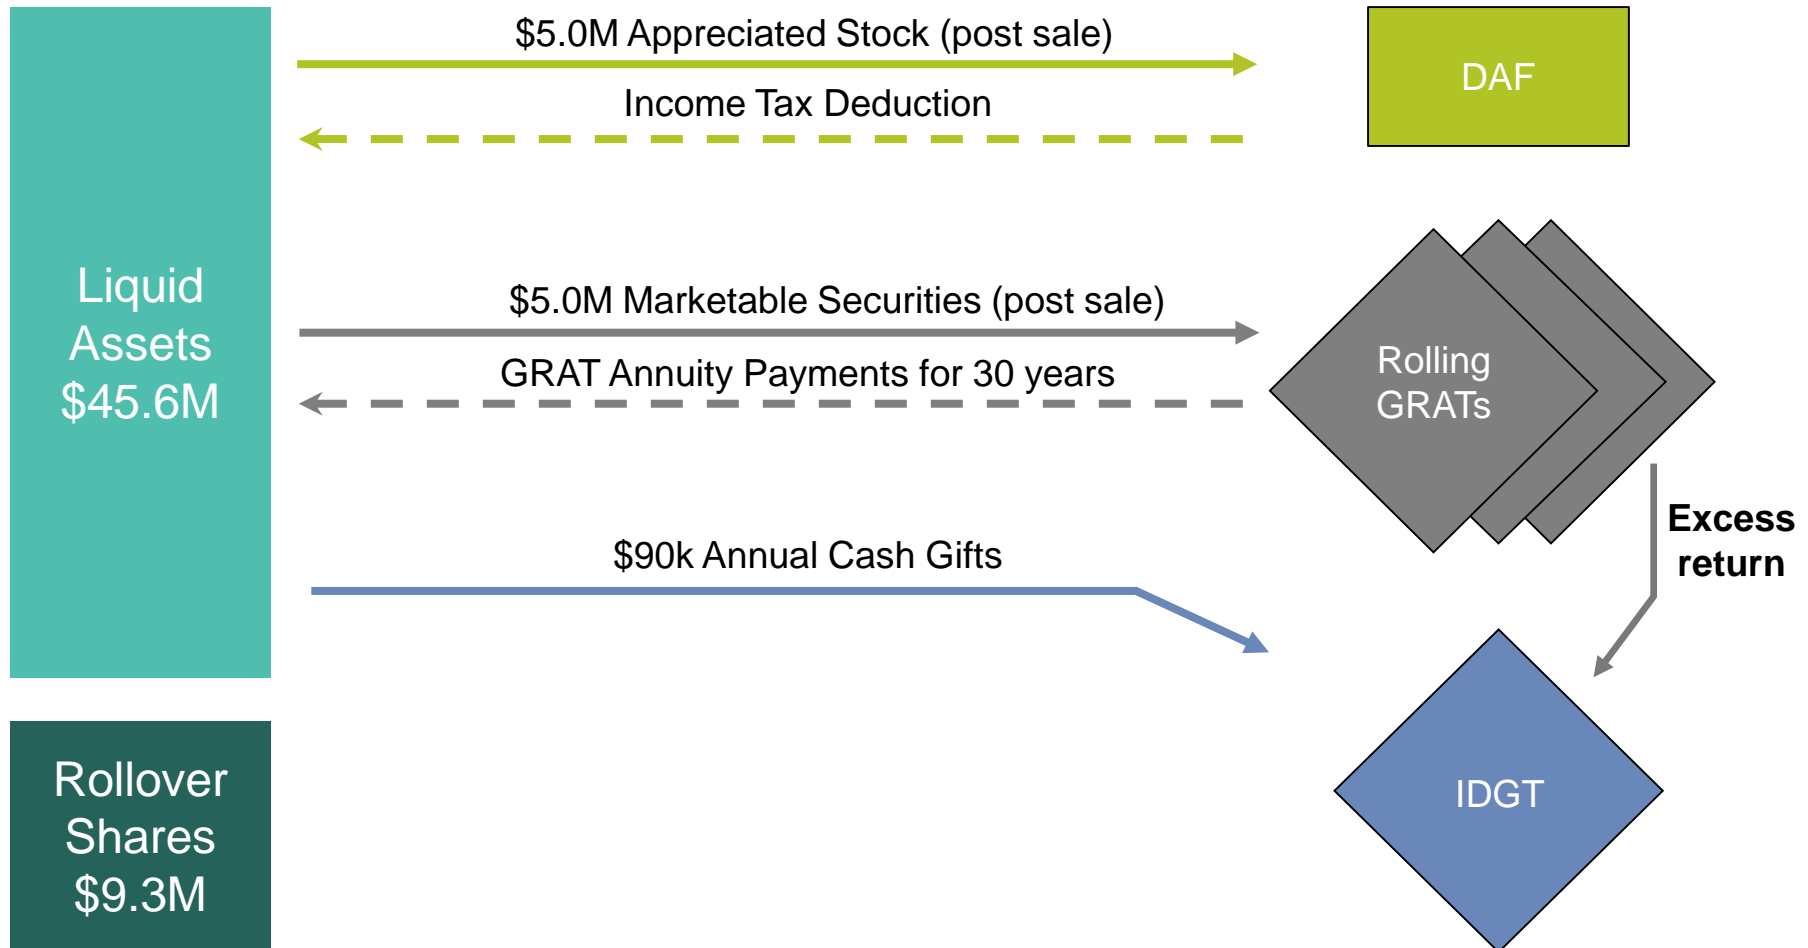 $5.0M Appreciated Stock (post sale)
DAF
Income Tax Deduction
Liquid
Assets
$45.6M
$5.0M Marketable Securities (post sale)
GRAT Annuity Payments for 30 years
Rolling
GRATs
Excess
return
$90k Annual Cash Gifts
Rollover
Shares
$9.3M
IDGT